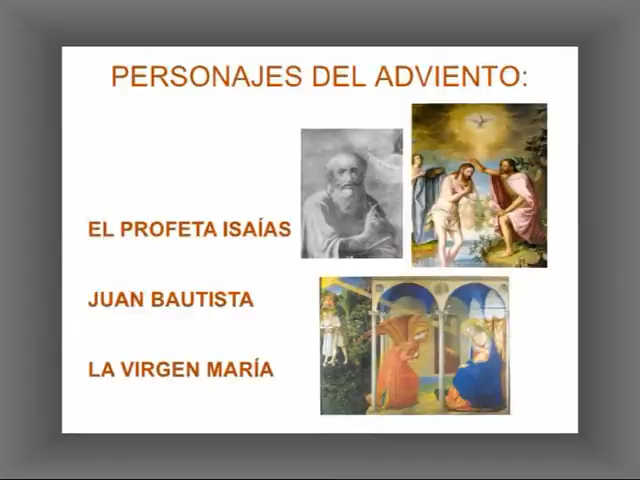 PERSONAJES DEL ADVIENTO:
EL PROFETA ISAÍAS
JUAN BAUTISTA
LA VIRGEN MARÍA